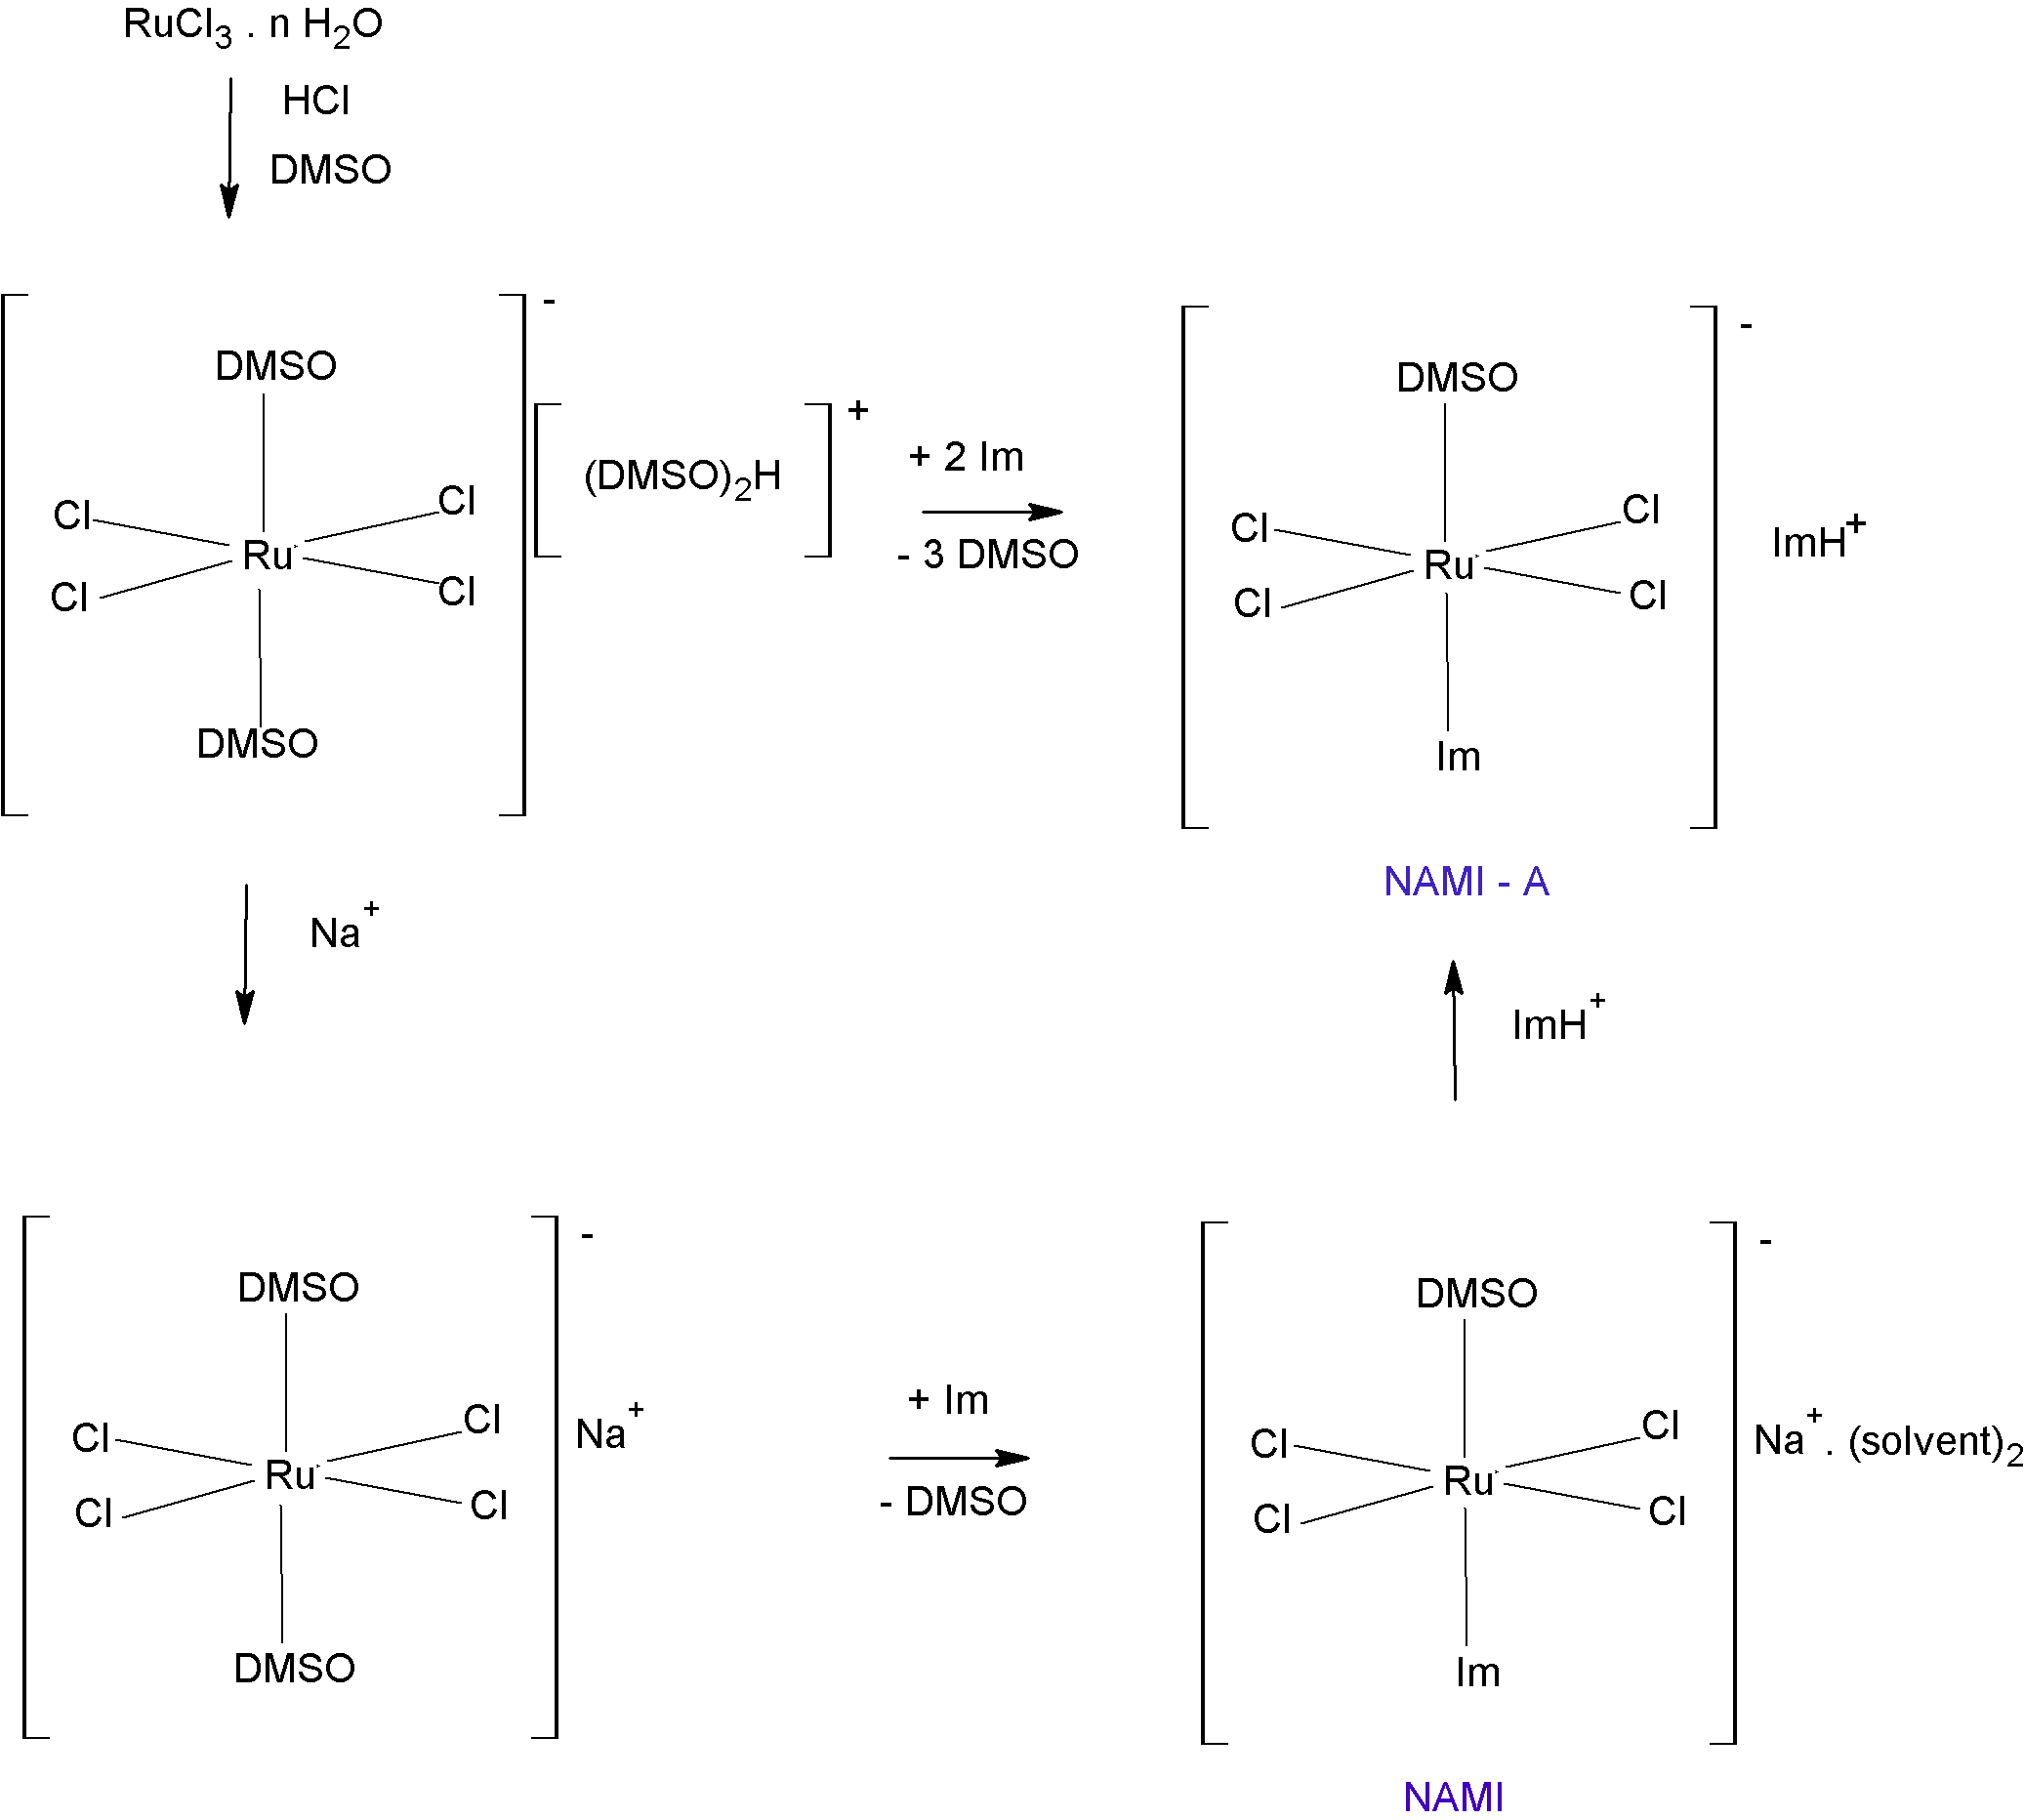 RuCl3 . n H2O
HCl
DMSO
-
DMSO
+
(DMSO)2H
+ 2 Im
- 3 DMSO
Cl
Cl
Ru
Cl
Cl
DMSO
-
DMSO
Cl
Cl
Ru
Cl
Cl
Im
ImH+
NAMI - A
Na+
ImH+
-
DMSO
Cl
Cl
Ru
Cl
Cl
DMSO
Na+
+ Im
- DMSO
-
DMSO
Cl
Cl
Ru
Cl
Cl
Im
Na+. (solvent)2
NAMI